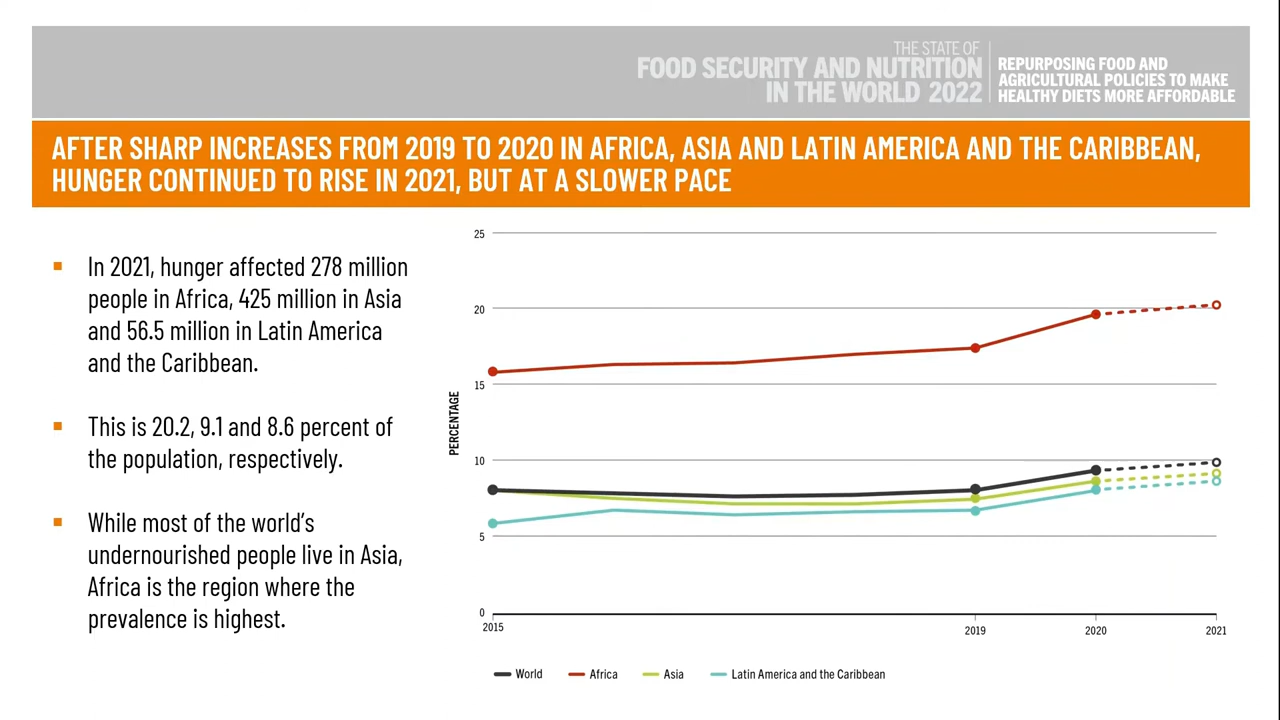 THE STATE OF
FOOD SECURITY AND NUTRITION
IN THE WORLD 2022
REPURPOSING FOOD AND
AGRICULTURAL POLICIES TO MAKE
HEALTHY DIETS MORE AFFORDABLE
AFTER SHARP INCREASES FROM 2019 TO 2020 IN AFRICA, ASIA AND LATIN AMERICA AND THE CARIBBEAN,
HUNGER CONTINUED TO RISE IN 2021, BUT AT A SLOWER PACE
In 2021, hunger affected 278 million
people in Africa, 425 million in Asia
and 56.5 million in Latin America
and the Caribbean.
This is 20.2, 9.1 and 8.6 percent of
the population, respectively.
While most of the world's
undernourished people live in Asia,
Africa is the region where the
prevalence is highest.
PERCENTAGE
25
20
15
10
5
0
2015
2019
2020
2021
World
Africa
Asia
Latin America and the Caribbean